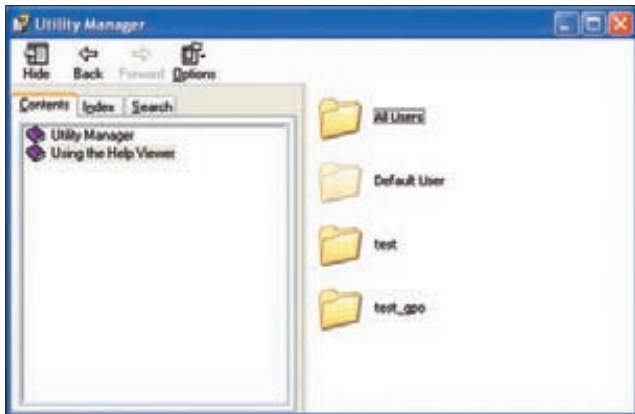 Utility Manager
Hide Back Forward Options
Contents Index Search
Utility Manager
Using the Help Viewer
All Users
Default User
test
test_gpo